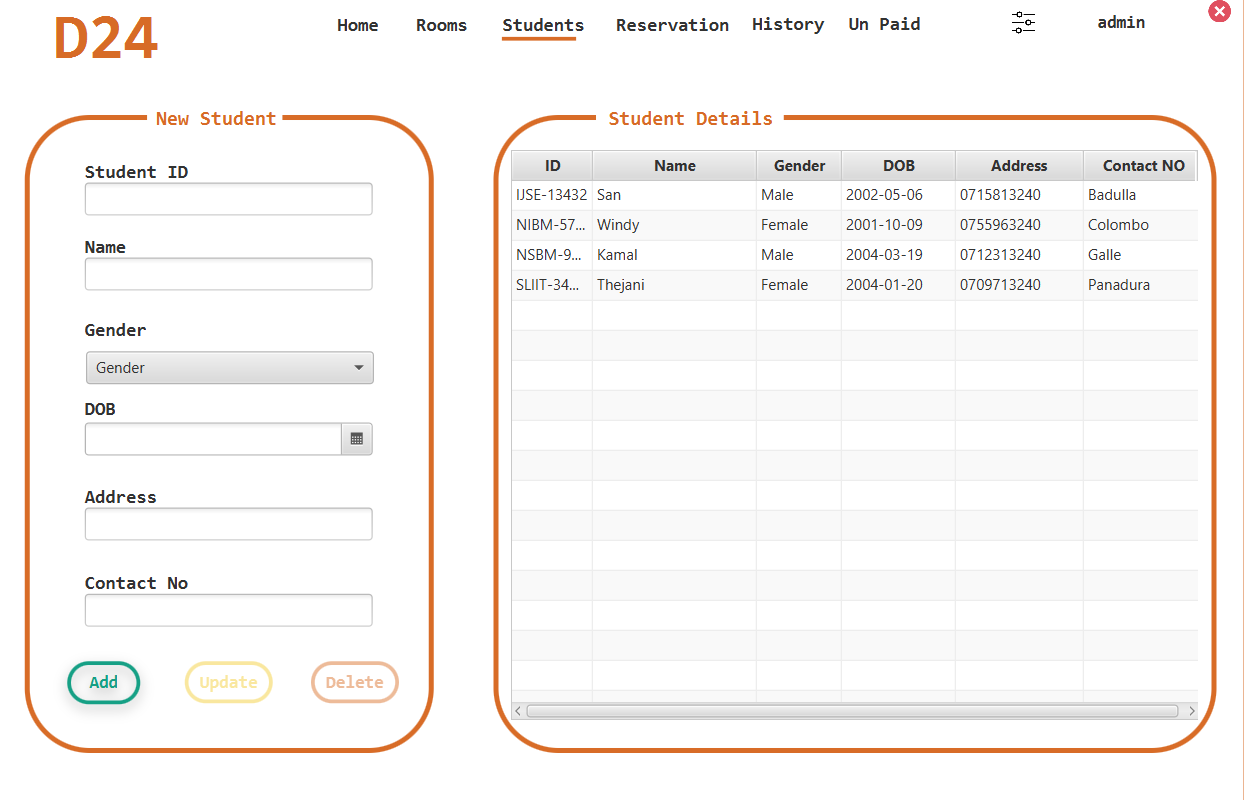 D24
Home Rooms Students Reservation History Un Paid admin
New Student
Student ID
Name
Gender
Gender
DOB
Address
Contact No
Add Update Delete
Student Details
ID Name Gender DOB Address Contact NO
IJSE-13432 San Male 2002-05-06 0715813240 Badulla
NIBM-57... Windy Female 2001-10-09 0755963240 Colombo
NSBM-9... Kamal Male 2004-03-19 0712313240 Galle
SLIIT-34... Thejani Female 2004-01-20 0709713240 Panadura